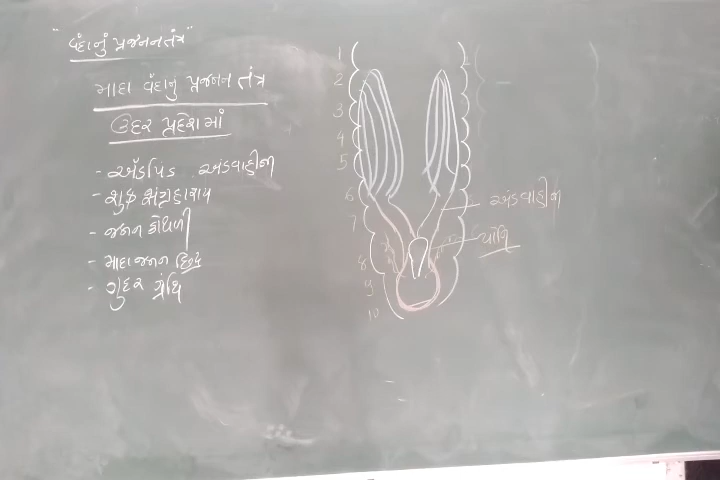 "વંદાનું પ્રજનનતંત્ર"
માદા વંદાનું પ્રજનન તંત્ર
ઉદર પ્રદેશમાં
- અંડપિંડ અંડવાહીની
- શુક્ર સંગ્રહાશય
- જનન કોથળી
- માદા જનન છિદ્ર
- ગુંદર ગ્રંથિ
1
2
3
4
5
6
7
8
9
10
અંડવાહીની
યોનિ